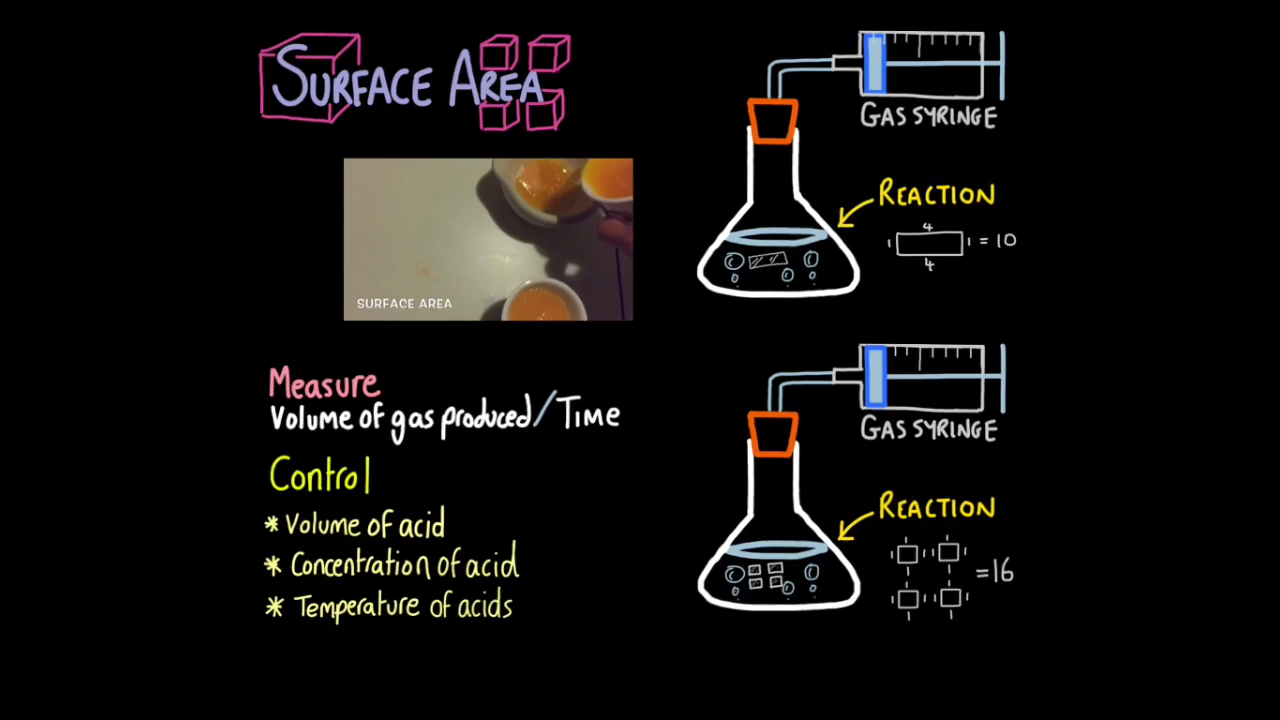 SURFACE AREA
SURFACE AREA
Measure
Volume of gas produced/Time
Control
* Volume of acid
* Concentration of acid
* Temperature of acids
GAS SYRINGE
REACTION
4
1 1 = 10
4
GAS SYRINGE
REACTION
=16